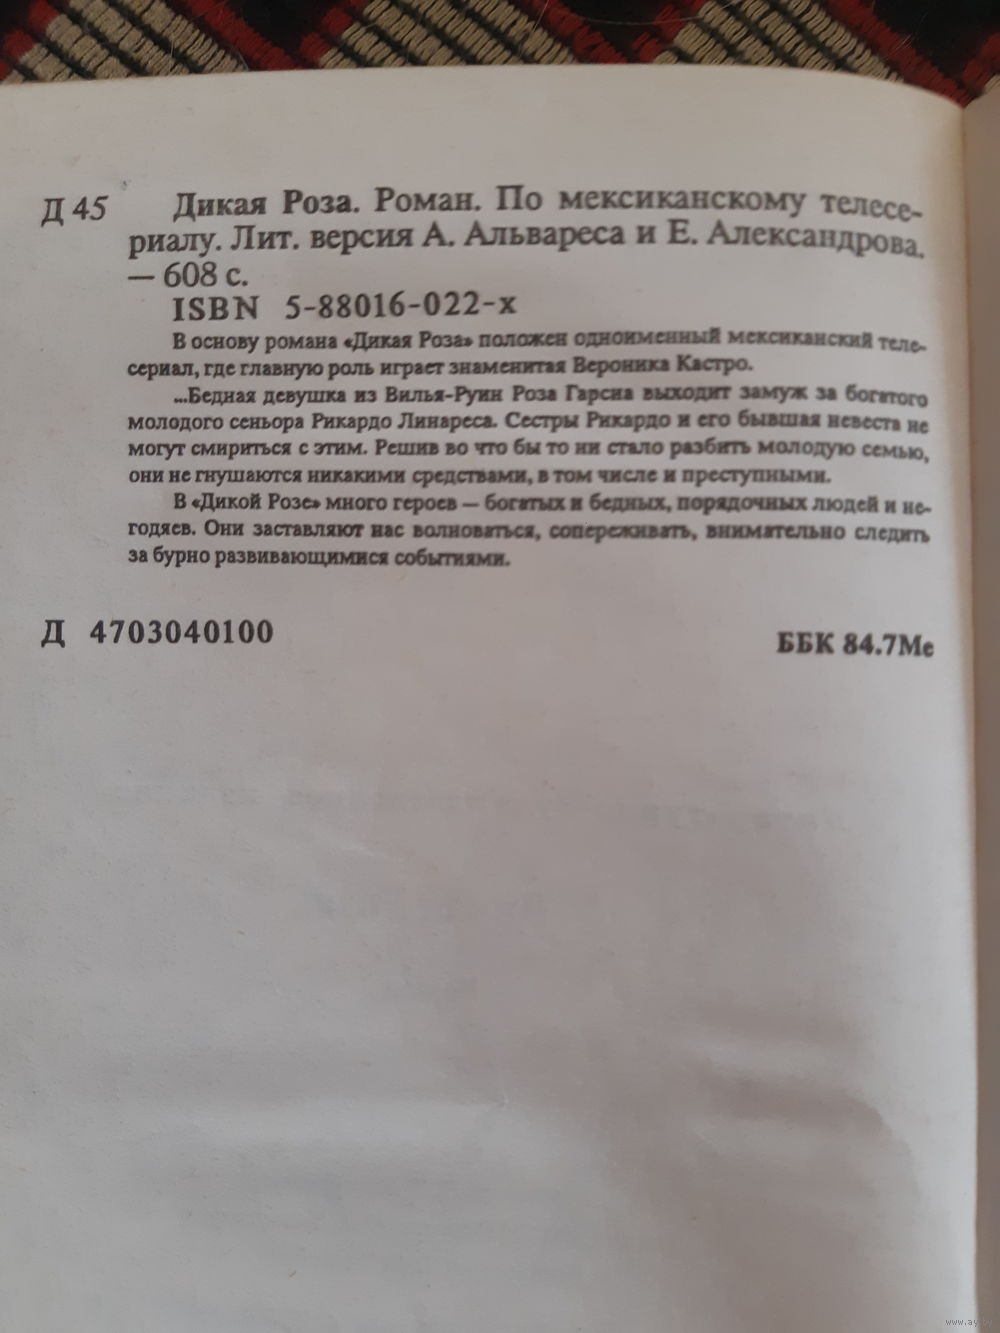 Д 45 Дикая Роза. Роман. По мексиканскому телесе-
риалу. Лит. версия А. Альвареса и Е. Александрова.
— 608 с.
ISBN 5-88016-022-х
В основу романа «Дикая Роза» положен одноименный мексиканский теле-
сериал, где главную роль играет знаменитая Вероника Кастро.
...Бедная девушка из Вилья-Руин Роза Гарсиа выходит замуж за богатого
молодого сеньора Рикардо Линареса. Сестры Рикардо и его бывшая невеста не
могут смириться с этим. Решив во что бы то ни стало разбить молодую семью,
они не гнушаются никакими средствами, в том числе и преступными.
В «Дикой Розе» много героев — богатых и бедных, порядочных людей и не-
годяев. Они заставляют нас волноваться, сопереживать, внимательно следить
за бурно развивающимися событиями.
Д 4703040100
ББК 84.7Ме
www.ay.by